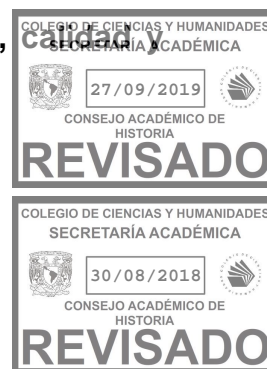 , calidad y
COLEGIO DE CIENCIAS Y HUMANIDADES
SECRETARÍA ACADÉMICA
27/09/2019
CONSEJO ACADÉMICO DE
HISTORIA
REVISADO
COLEGIO DE CIENCIAS Y HUMANIDADES
SECRETARÍA ACADÉMICA
30/08/2018
CONSEJO ACADÉMICO DE
HISTORIA
REVISADO